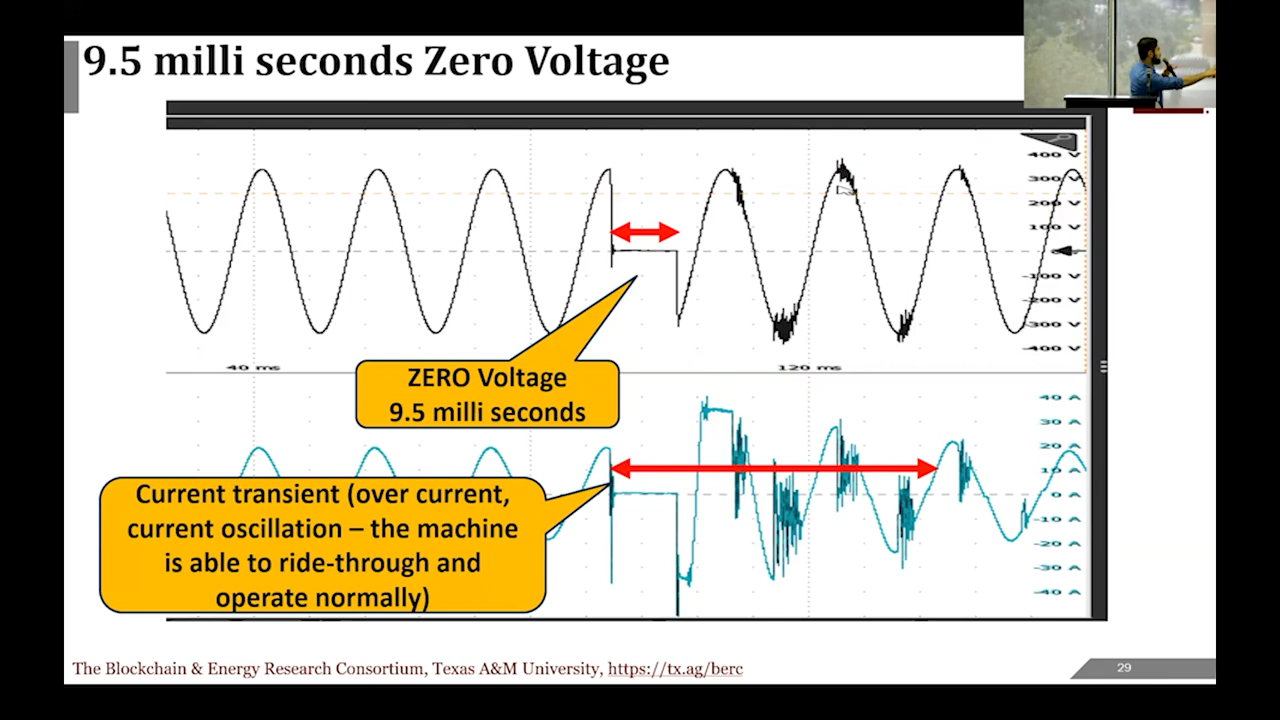 9.5 milli seconds Zero Voltage
400 V
300 V
200 V
100 V
-100 V
-200 V
-300 V
-400 V
40 ms
120 ms
ZERO Voltage
9.5 milli seconds
40 A
30 A
20 A
10 A
0 A
-10 A
-20 A
-30 A
-40 A
Current transient (over current,
current oscillation – the machine
is able to ride-through and
operate normally)
The Blockchain & Energy Research Consortium, Texas A&M University, https://tx.ag/berc
29